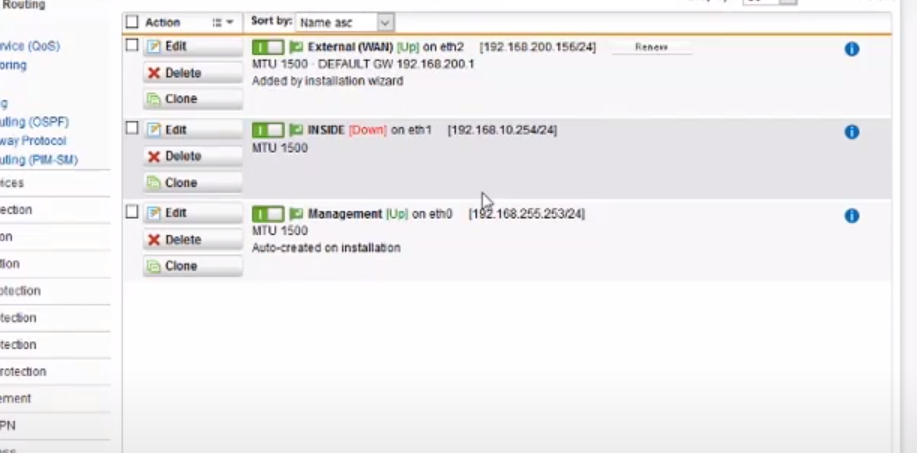 Routing
Action
Sort by: Name asc
rvice (QoS)
oring
g
uting (OSPF)
way Protocol
uting (PIM-SM)
ices
ection
on
tion
otection
tection
tection
rotection
ement
PN
Edit
Delete
Clone
External (WAN) [Up] on eth2 [192.168.200.156/24] Renew
MTU 1500 · DEFAULT GW 192.168.200.1
Added by installation wizard
Edit
Delete
Clone
INSIDE [Down] on eth1 [192.168.10.254/24]
MTU 1500
Edit
Delete
Clone
Management [Up] on eth0 [192.168.255.253/24]
MTU 1500
Auto-created on installation